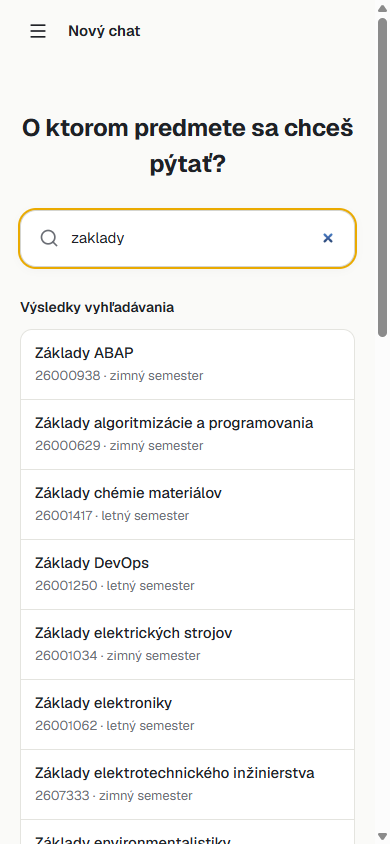 Nový chat
O ktorom predmete sa chceš
pýtať?
zaklady
Výsledky vyhľadávania
Základy ABAP
26000938 · zimný semester
Základy algoritmizácie a programovania
26000629 · zimný semester
Základy chémie materiálov
26001417 · letný semester
Základy DevOps
26001250 · letný semester
Základy elektrických strojov
26001034 · zimný semester
Základy elektroniky
26001062 · letný semester
Základy elektrotechnického inžinierstva
2607333 · zimný semester
Základy environmentalistiky